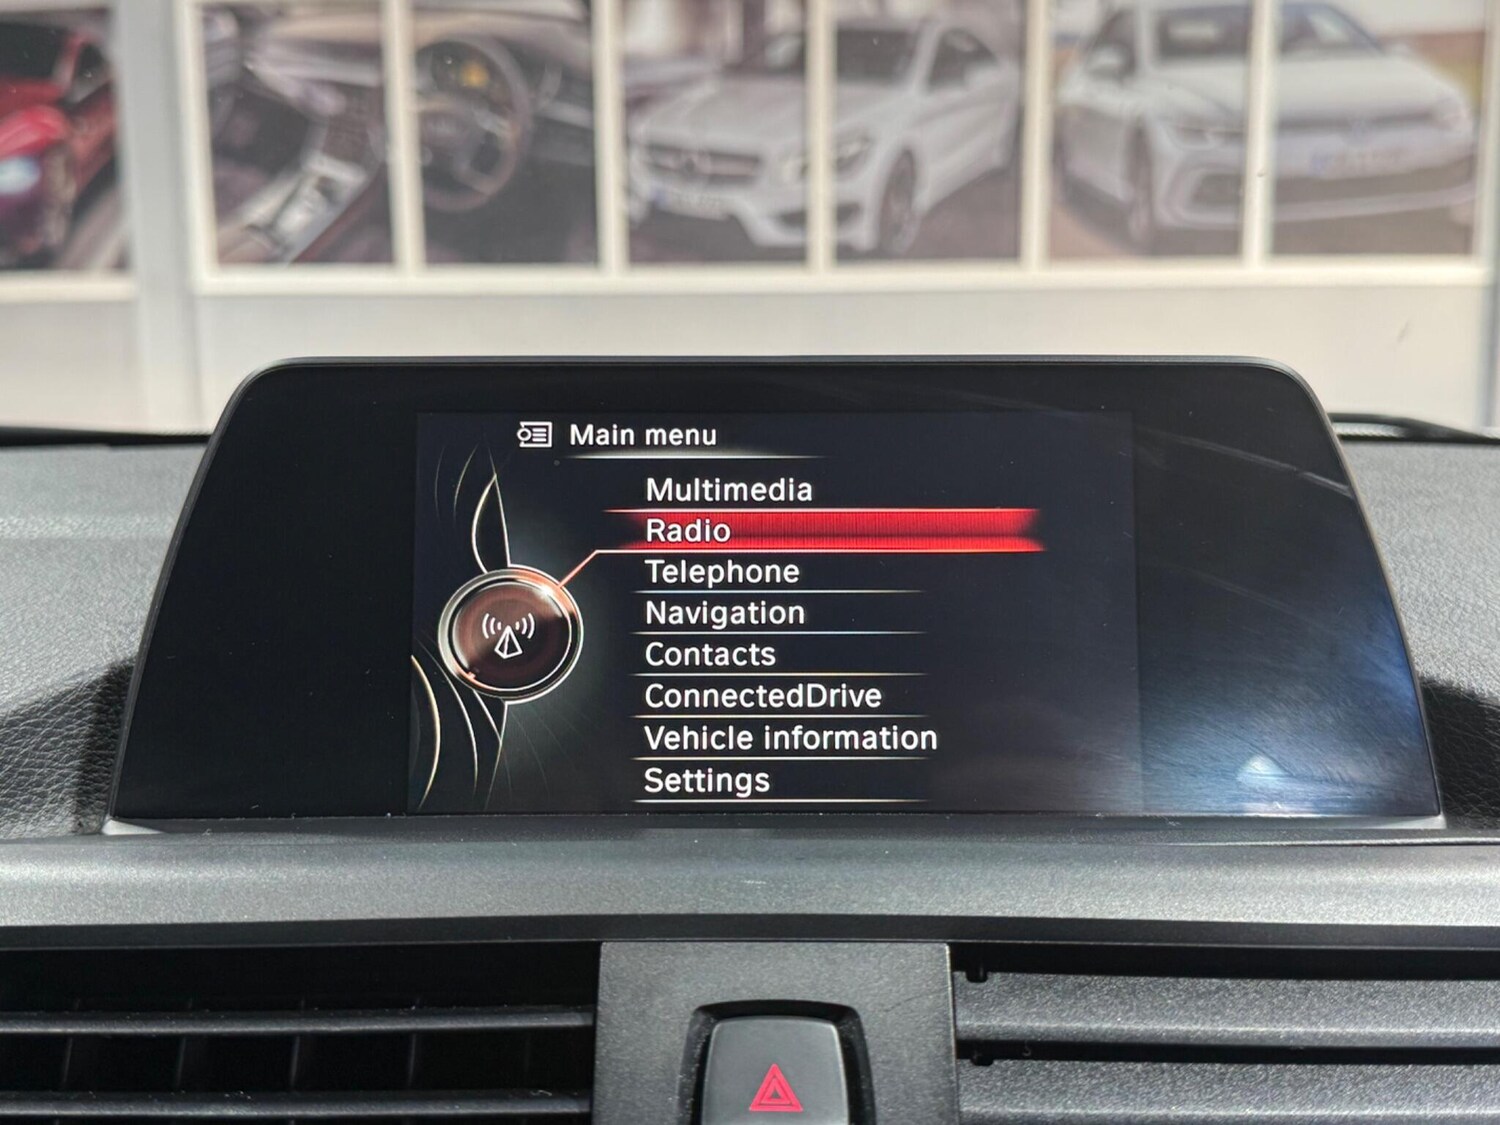 Main menu
Multimedia
Radio
Telephone
Navigation
Contacts
ConnectedDrive
Vehicle information
Settings